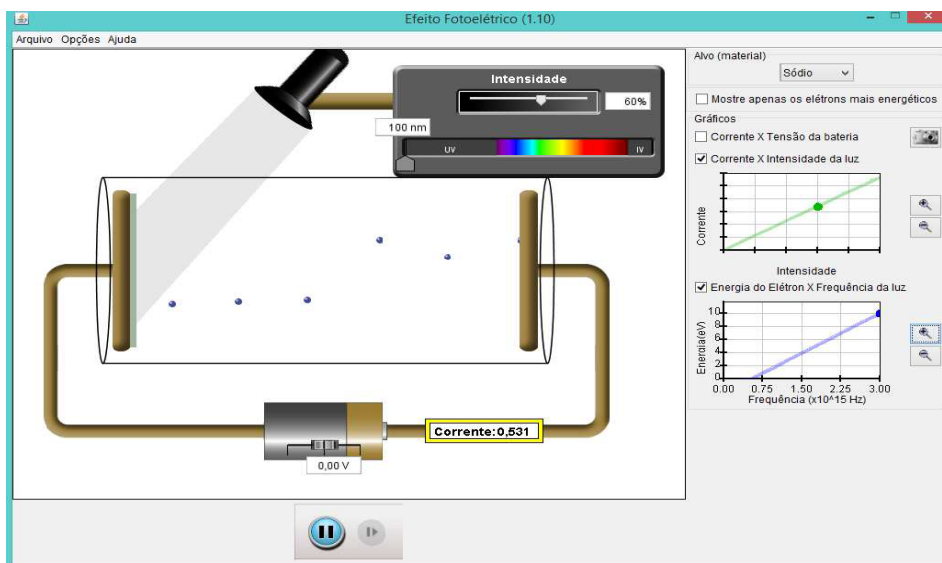 Efeito Fotoelétrico (1.10)
Arquivo Opções Ajuda
Intensidade
60%
100 nm
UV
IV
Corrente:0,531
0,00 V
Alvo (material)
Sódio
Mostre apenas os elétrons mais energéticos
Gráficos
Corrente X Tensão da bateria
Corrente X Intensidade da luz
Corrente
Intensidade
Energia do Elétron X Frequência da luz
Energia(eV)
10
8
6
4
2
0
0.00 0.75 1.50 2.25 3.00
Frequência (x10^15 Hz)